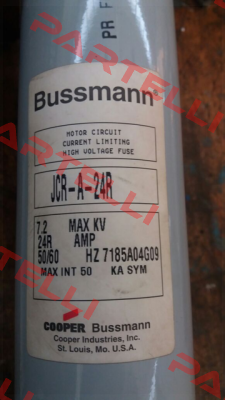 PR F
Bussmann
MOTOR CIRCUIT
CURRENT LIMITING
HIGH VOLTAGE FUSE
JCR-A-24R
7.2 MAX KV
24R AMP
50/60 HZ 7185A04G09
MAX INT 50 KA SYM
COOPER Bussmann
Cooper Industries, Inc.
St. Louis, Mo. U.S.A.
PARTELLI
PARTELLI
PARTELLI